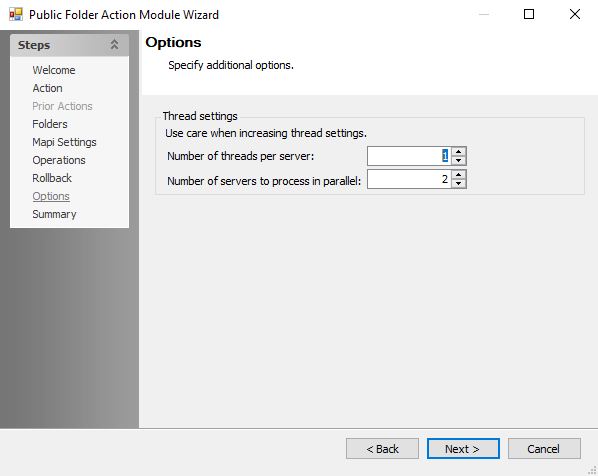 Public Folder Action Module Wizard
Steps
Welcome
Action
Prior Actions
Folders
Mapi Settings
Operations
Rollback
Options
Summary
Options
Specify additional options.
Thread settings
Use care when increasing thread settings.
Number of threads per server: 1
Number of servers to process in parallel: 2
< Back Next > Cancel